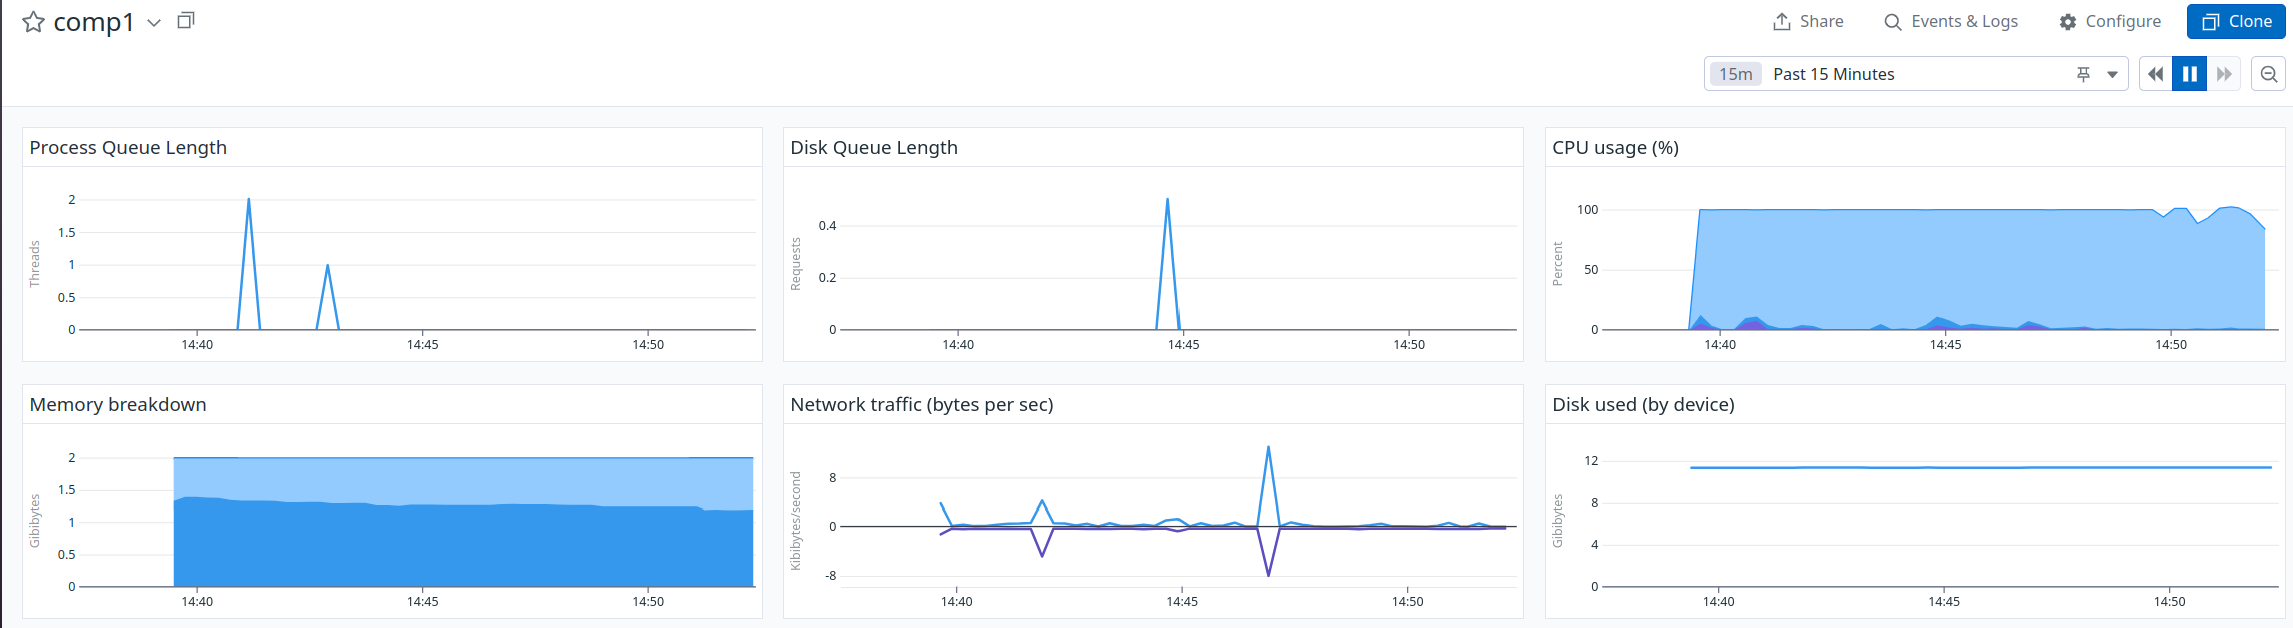 comp1
Share
Events & Logs
Configure
Clone
15m Past 15 Minutes
Process Queue Length
Threads
2
1.5
1
0.5
0
14:40 14:45 14:50
Disk Queue Length
Requests
0.4
0.2
0
14:40 14:45 14:50
CPU usage (%)
Percent
100
50
0
14:40 14:45 14:50
Memory breakdown
Gibibytes
2
1.5
1
0.5
0
14:40 14:45 14:50
Network traffic (bytes per sec)
Kibibytes/second
8
0
-8
14:40 14:45 14:50
Disk used (by device)
Gibibytes
12
8
4
0
14:40 14:45 14:50